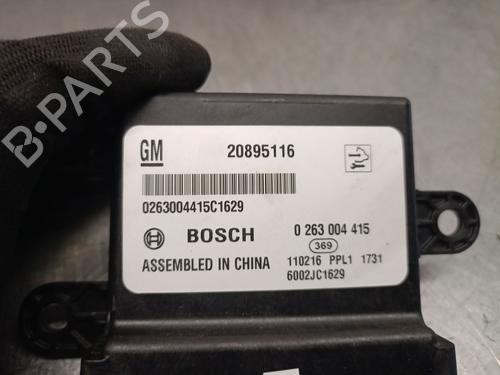 GM 20895116
0263004415C1629
BOSCH 0 263 004 415
369
ASSEMBLED IN CHINA 110216 PPL1 1731
6002JC1629
B-PARTS